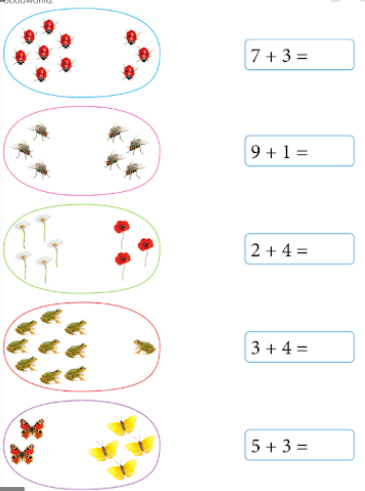 7 + 3 =
9 + 1 =
2 + 4 =
3 + 4 =
5 + 3 =